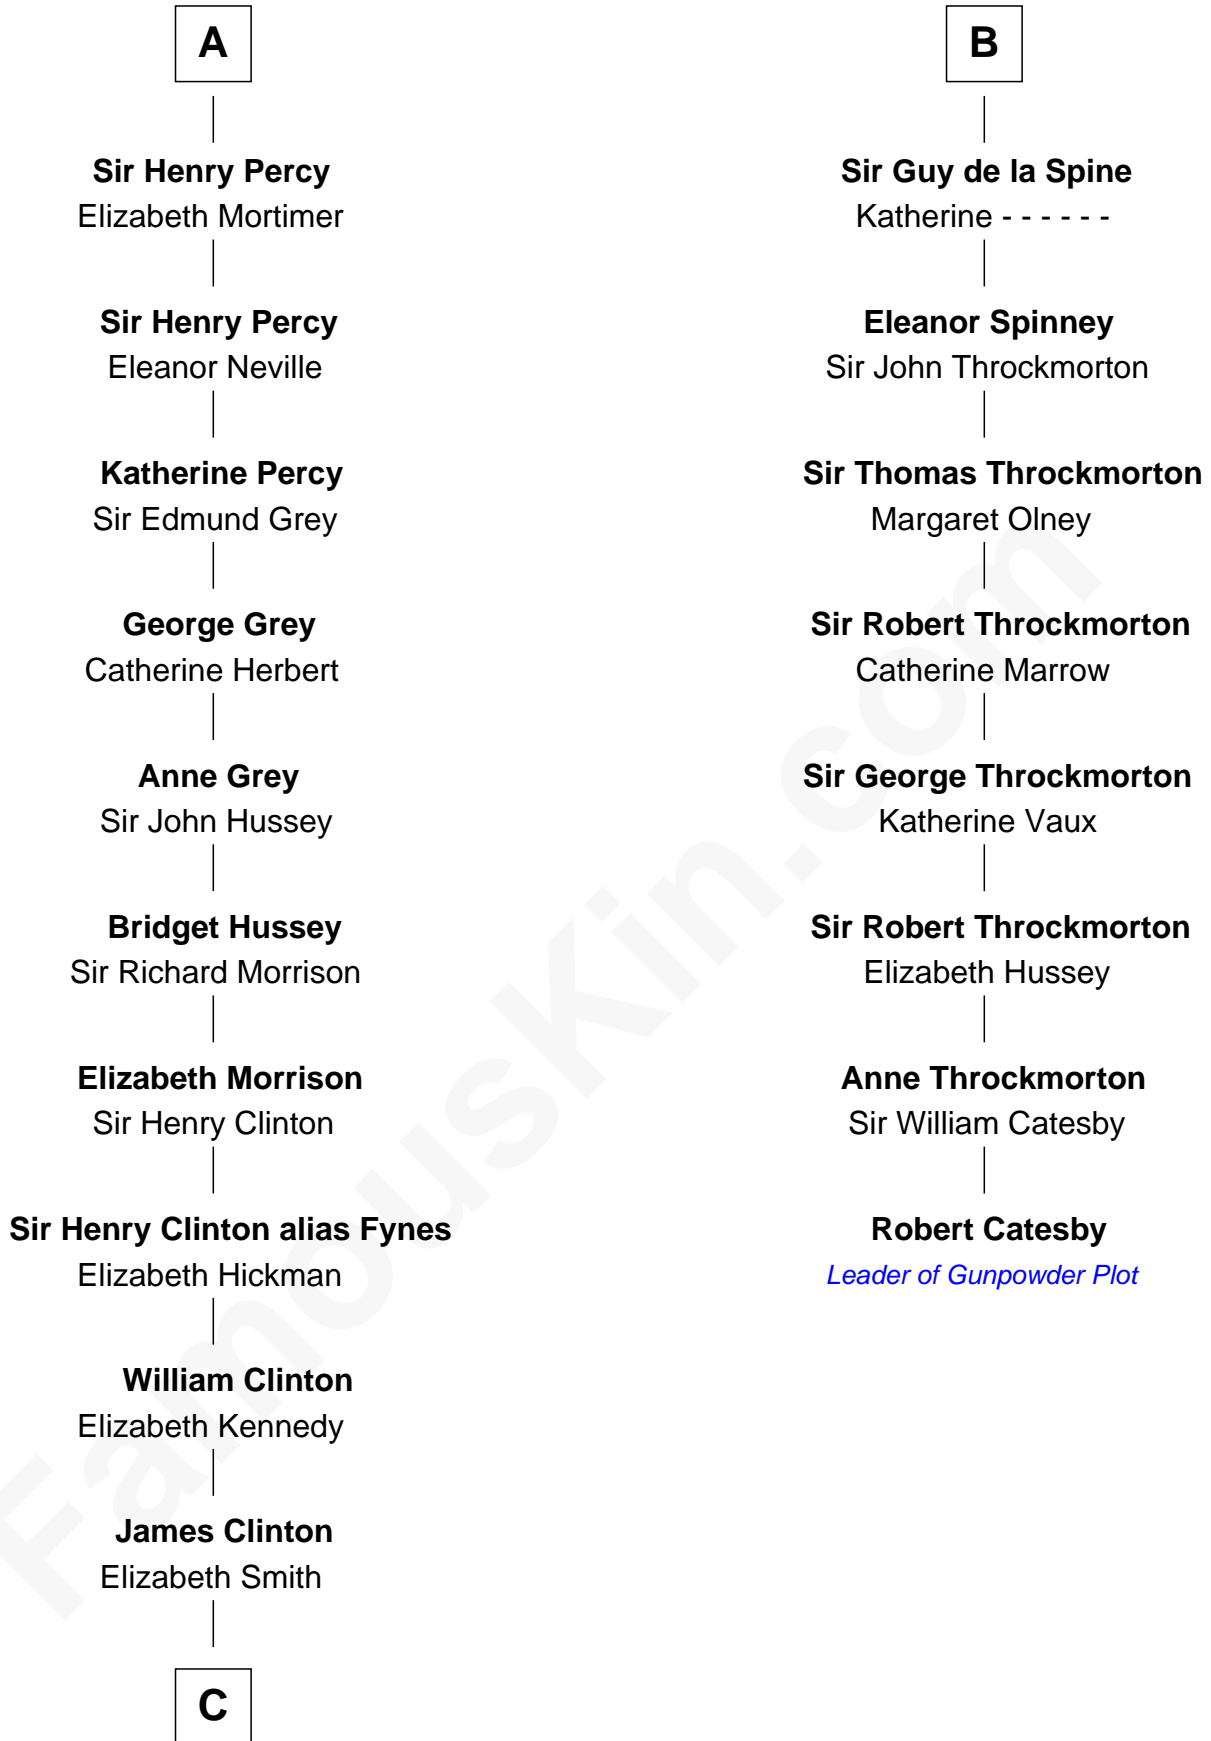 A
Sir Henry Percy
Elizabeth Mortimer
Sir Henry Percy
Eleanor Neville
Katherine Percy
Sir Edmund Grey
George Grey
Catherine Herbert
Anne Grey
Sir John Hussey
Bridget Hussey
Sir Richard Morrison
Elizabeth Morrison
Sir Henry Clinton
Sir Henry Clinton alias Fynes
Elizabeth Hickman
William Clinton
Elizabeth Kennedy
James Clinton
Elizabeth Smith
C
B
Sir Guy de la Spine
Katherine - - - - - -
Eleanor Spinney
Sir John Throckmorton
Sir Thomas Throckmorton
Margaret Olney
Sir Robert Throckmorton
Catherine Marrow
Sir George Throckmorton
Katherine Vaux
Sir Robert Throckmorton
Elizabeth Hussey
Anne Throckmorton
Sir William Catesby
Robert Catesby
Leader of Gunpowder Plot
FamousKin.com